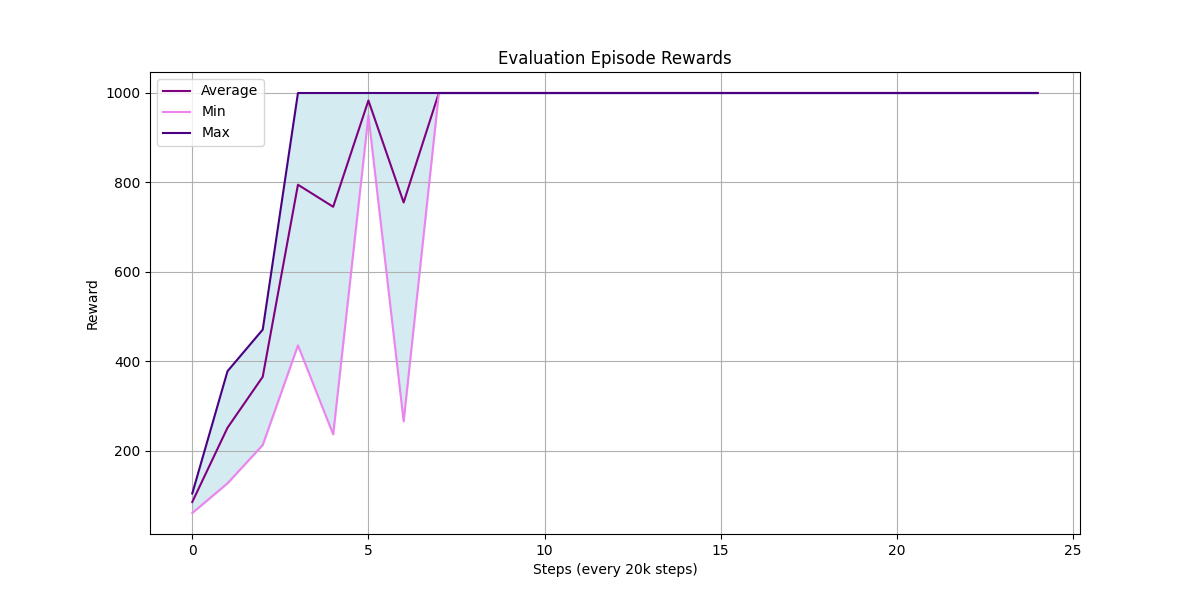 Evaluation Episode Rewards
Average
Min
Max
1000
800
600
400
200
Reward
0 5 10 15 20 25
Steps (every 20k steps)